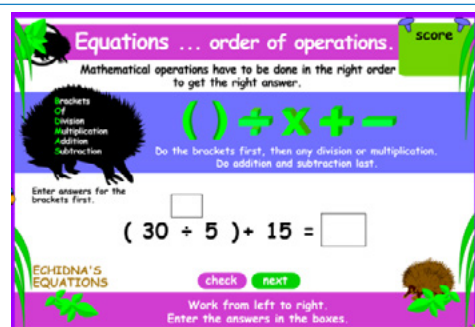 Equations ... order of operations.
score
Mathematical operations have to be done in the right order
to get the right answer.
Brackets
Of
Division
Multiplication
Addition
Subtraction
( ) ÷ x + −
Do the brackets first, then any division or multiplication.
Do addition and subtraction last.
Enter answers for the
brackets first.
( 30 ÷ 5 ) + 15 =
ECHIDNA'S
EQUATIONS
check next
Work from left to right.
Enter the answers in the boxes.